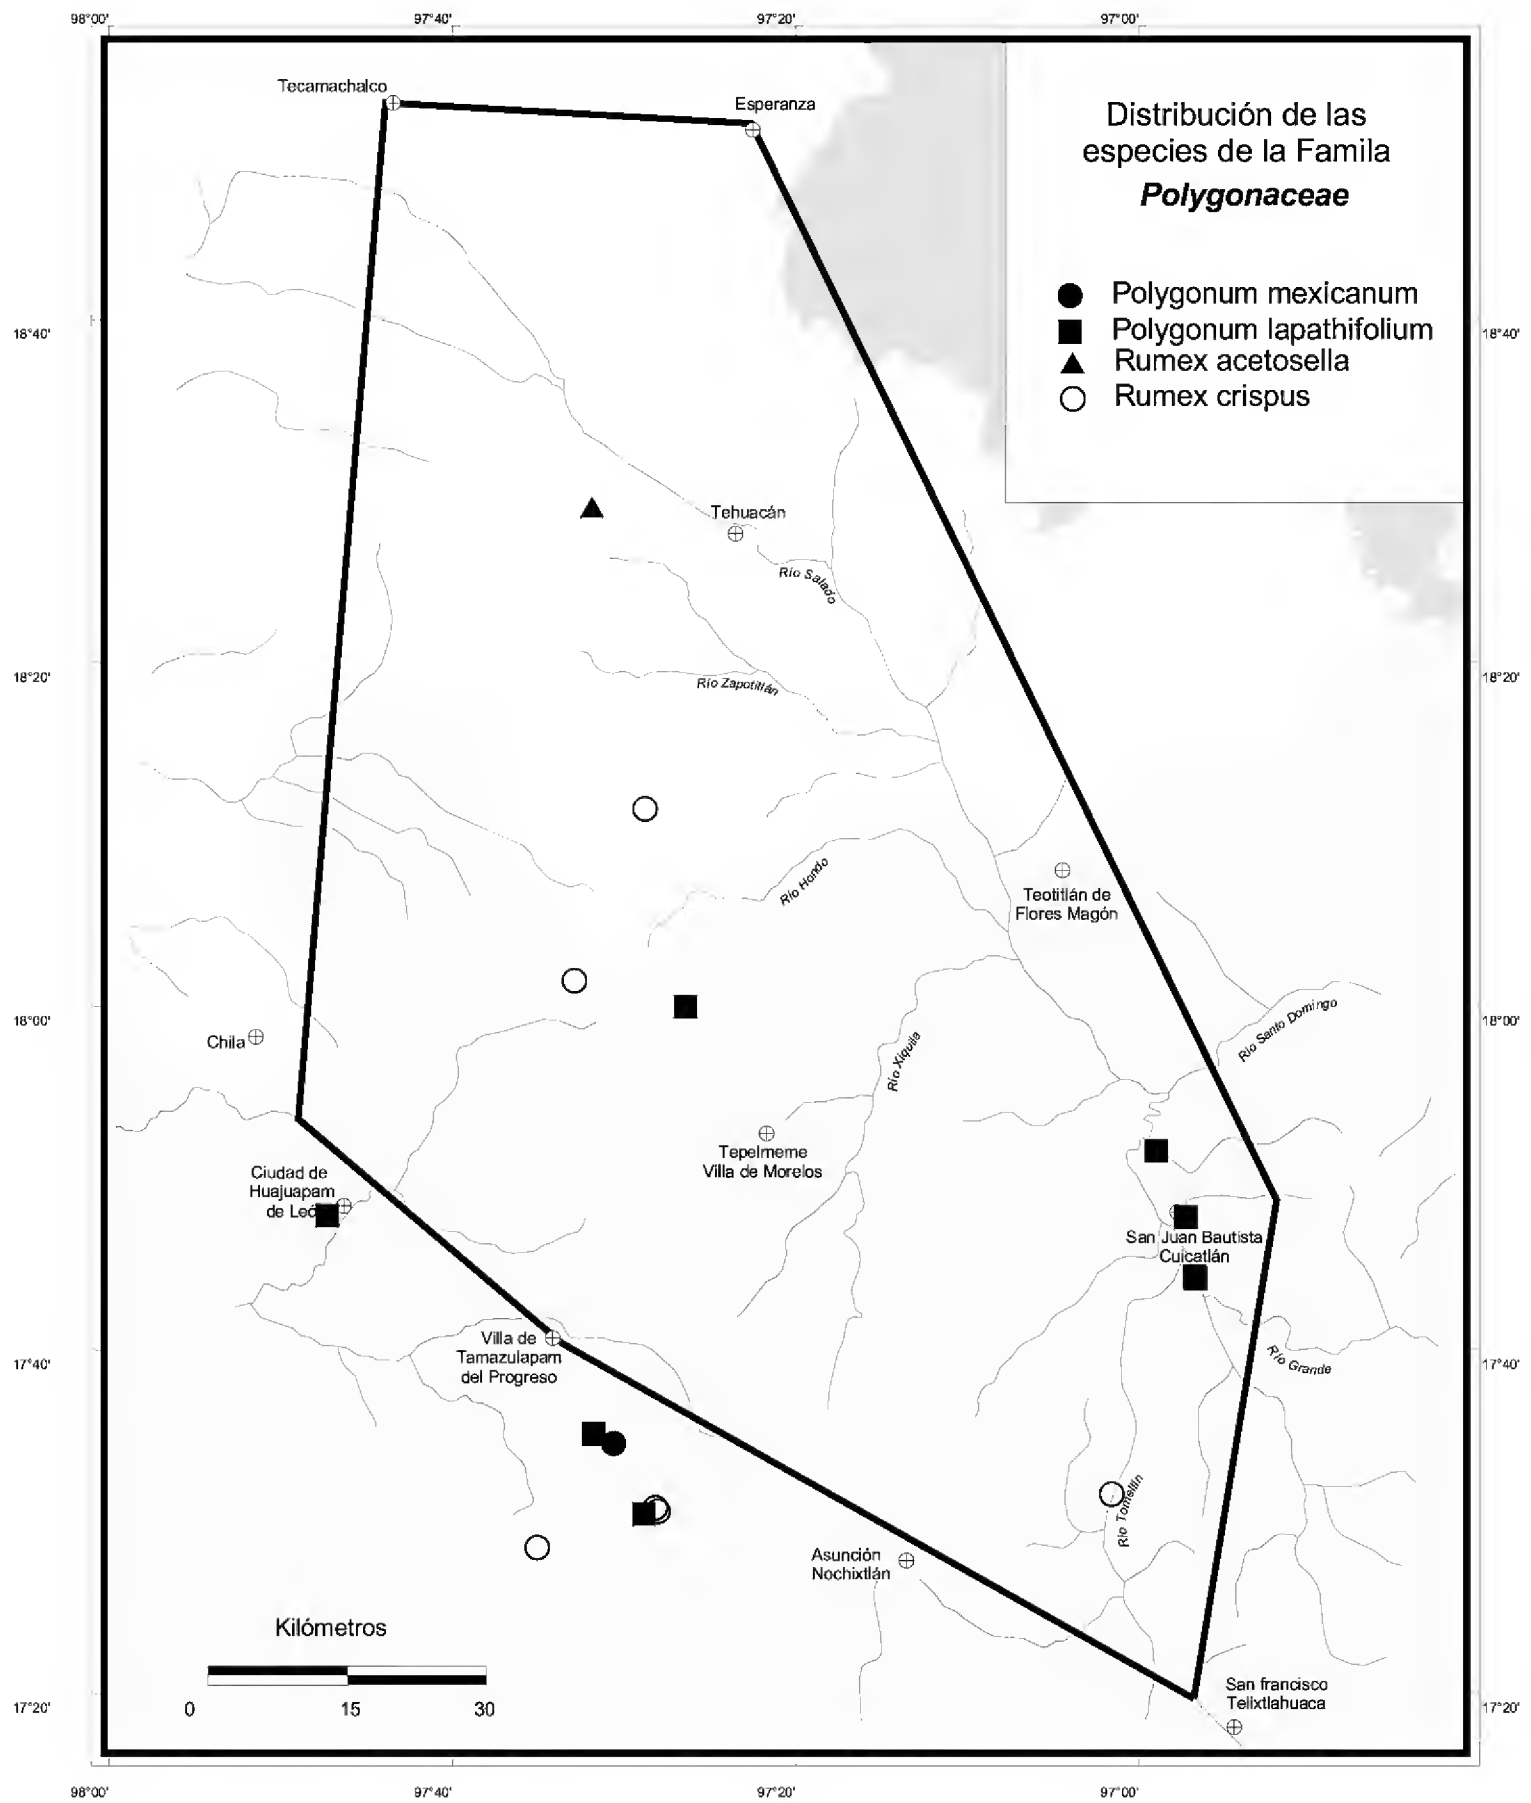 98°00'
97°40'
97°20'
97°00'
Tecamachalco
Esperanza
Distribución de las
especies de la Famila
Polygonaceae
Polygonum mexicanum
Polygonum lapathifolium
Rumex acetosella
Rumex crispus
18°40'
18°40'
Tehuacán
Río Salado
18°20'
18°20'
Río Zapotitlán
Río Hondo
Teotitlán de
Flores Magón
18°00'
18°00'
Chila
Río Santo Domingo
Río Xiquila
Tepelmeme
Villa de Morelos
Ciudad de
Huajuapam
de Leó
San Juan Bautista
Cuicatlán
Villa de
Tamazulapam
del Progreso
17°40'
17°40'
Río Grande
Río Tomellín
Asunción
Nochixtlán
Kilómetros
0
15
30
San francisco
Telixtlahuaca
17°20'
17°20'
98°00'
97°40'
97°20'
97°00'